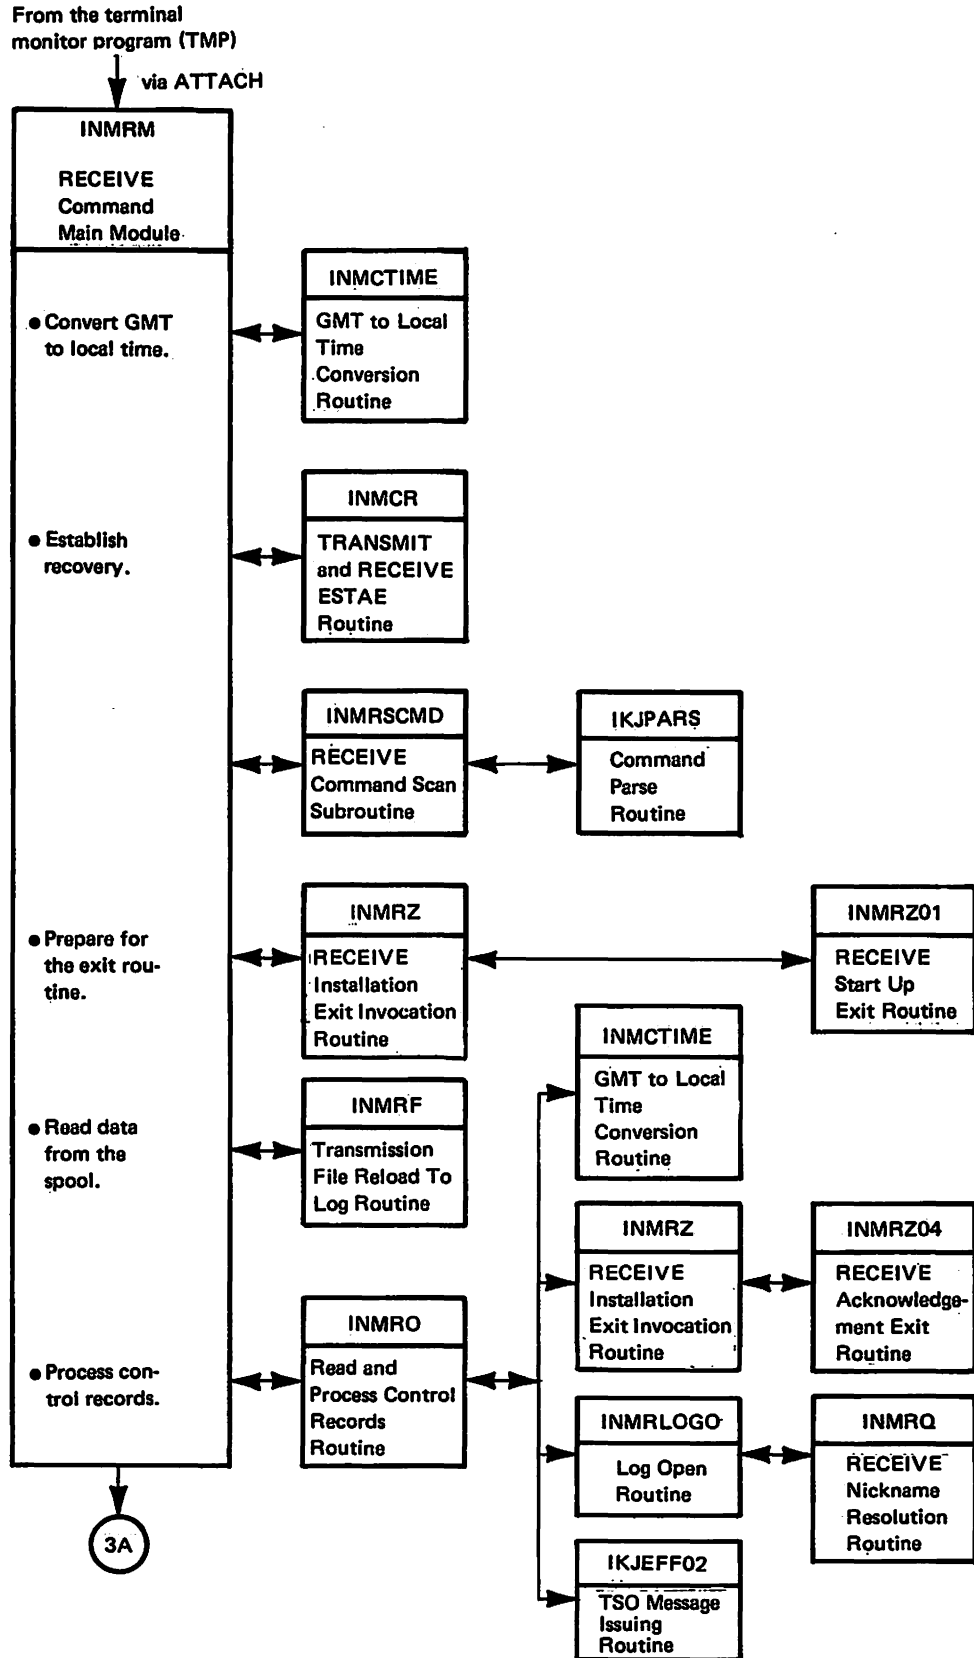 From the terminal
monitor program (TMP)
via ATTACH
INMRM
RECEIVE
Command
Main Module
● Convert GMT
to local time.
INMCTIME
GMT to Local
Time
Conversion
Routine
● Establish
recovery.
INMCR
TRANSMIT
and RECEIVE
ESTAE
Routine
INMRSCMD
RECEIVE
Command Scan
Subroutine
IKJPARS
Command
Parse
Routine
● Prepare for
the exit rou-
tine.
INMRZ
RECEIVE
Installation
Exit Invocation
Routine
INMRZ01
RECEIVE
Start Up
Exit Routine
● Read data
from the
spool.
INMRF
Transmission
File Reload To
Log Routine
INMCTIME
GMT to Local
Time
Conversion
Routine
INMRZ
RECEIVE
Installation
Exit Invocation
Routine
INMRZ04
RECEIVE
Acknowledge-
ment Exit
Routine
● Process con-
trol records.
INMRO
Read and
Process Control
Records
Routine
INMRLOGO
Log Open
Routine
INMRQ
RECEIVE
Nickname
Resolution
Routine
IKJEFF02
TSO Message
Issuing
Routine
3A